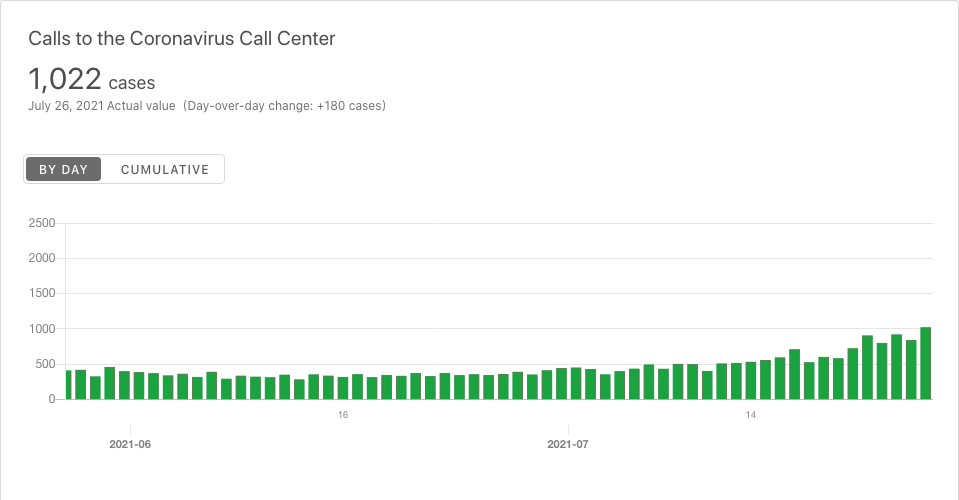 Calls to the Coronavirus Call Center
1,022 cases
July 26, 2021 Actual value (Day-over-day change: +180 cases)
BY DAY CUMULATIVE
2500
2000
1500
1000
500
0
16 14
2021-06 2021-07